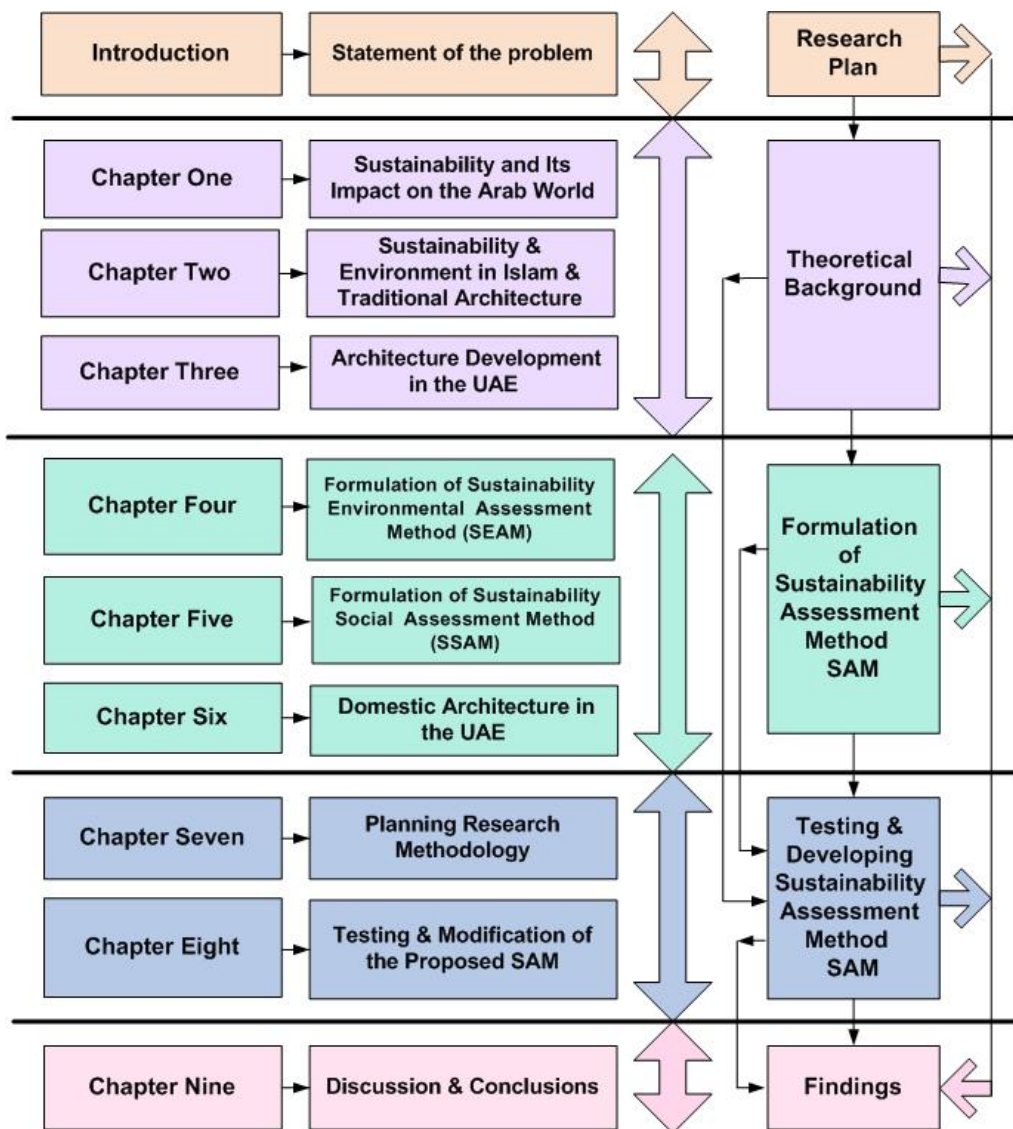 Introduction
Statement of the problem
Research
Plan
Chapter One
Sustainability and Its
Impact on the Arab World
Chapter Two
Sustainability &
Environment in Islam &
Traditional Architecture
Chapter Three
Architecture Development
in the UAE
Theoretical
Background
Chapter Four
Formulation of Sustainability
Environmental Assessment
Method (SEAM)
Chapter Five
Formulation of Sustainability
Social Assessment Method
(SSAM)
Chapter Six
Domestic Architecture in
the UAE
Formulation
of
Sustainability
Assessment
Method
SAM
Chapter Seven
Planning Research
Methodology
Chapter Eight
Testing & Modification of
the Proposed SAM
Testing &
Developing
Sustainability
Assessment
Method
SAM
Chapter Nine
Discussion & Conclusions
Findings